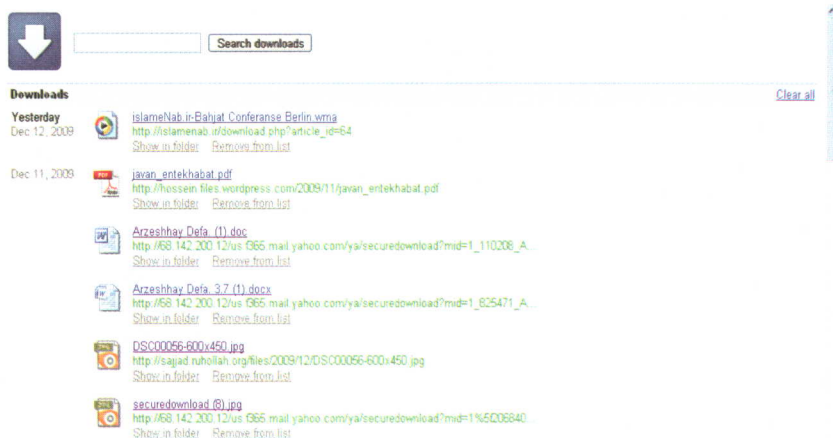 Search downloads
Downloads
Clear all
Yesterday
Dec 12, 2009
islameNab.ir-Bahjat Conferanse Berlin.wma
http://islamenab.ir/download.php?article_id=64
Show in folder Remove from list
Dec 11, 2009
javan_entekhabat.pdf
http://hossein.files.wordpress.com/2009/11/javan_entekhabat.pdf
Show in folder Remove from list
Arzeshhay Defa. (1).doc
http://68.142.200.12/us.f365.mail.yahoo.com/ya/securedownload?mid=1_110208_A...
Show in folder Remove from list
Arzeshhay Defa. 3.7 (1).docx
http://68.142.200.12/us.f365.mail.yahoo.com/ya/securedownload?mid=1_825471_A...
Show in folder Remove from list
DSC00056-600x450.jpg
http://sajjad.ruhollah.org/files/2009/12/DSC00056-600x450.jpg
Show in folder Remove from list
securedownload (8).jpg
http://68.142.200.12/us.f365.mail.yahoo.com/ya/securedownload?mid=1%5f206840...
Show in folder Remove from list